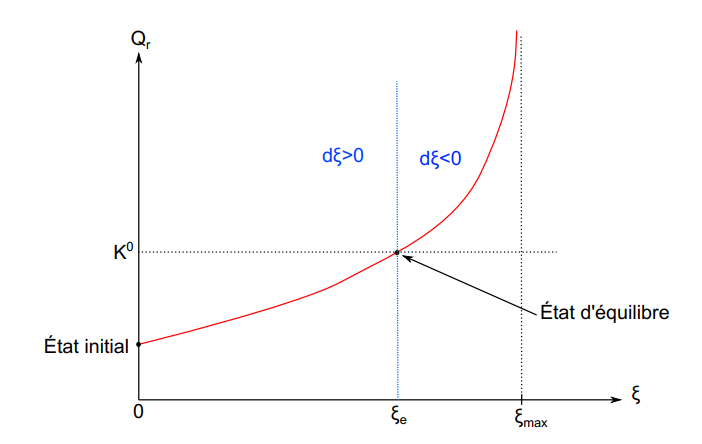 Qr
dξ>0
dξ<0
K⁰
État d'équilibre
État initial
0
ξe
ξmax
ξ